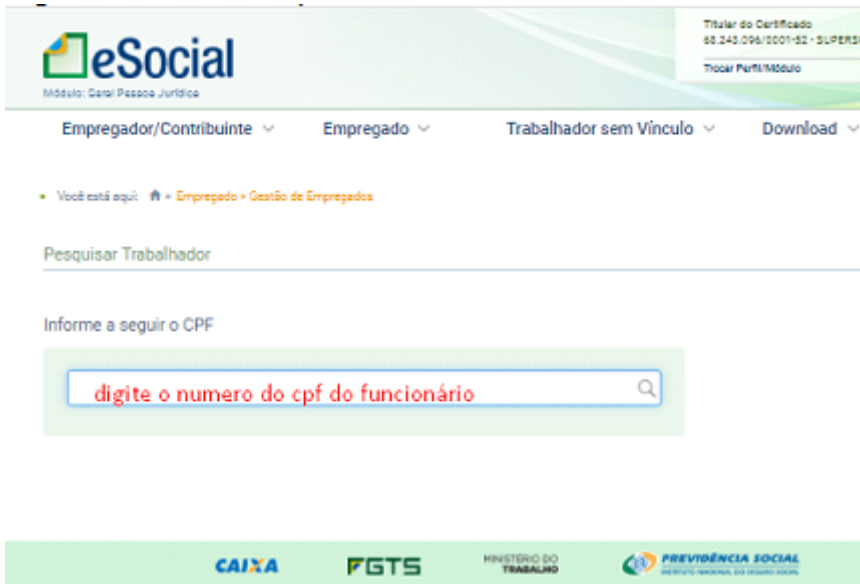 Titular do Certificado
68.243.096/0001-52 - SUPERS
eSocial
Trocar Perfil/Módulo
Módulo: Geral Pessoa Jurídica
Empregador/Contribuinte Empregado Trabalhador sem Vínculo Download
Você está aqui: » Empregado » Gestão de Empregados
Pesquisar Trabalhador
Informe a seguir o CPF
digite o numero do cpf do funcionário
CAIXA FGTS MINISTÉRIO DO TRABALHO PREVIDÊNCIA SOCIAL
INSTITUTO NACIONAL DO SEGURO SOCIAL